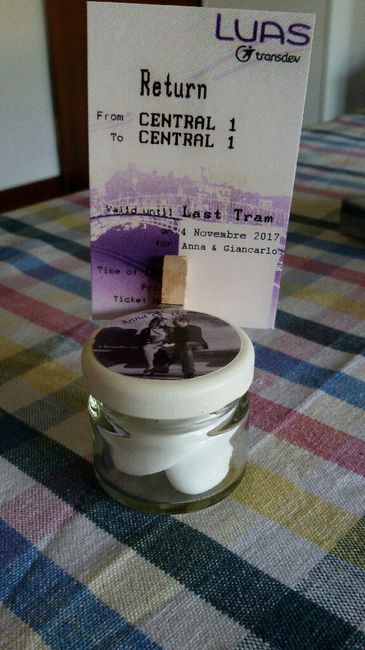 LUAS
transdev
Return
From CENTRAL 1
To CENTRAL 1
Valid until Last Tram
4 Novembre 2017
for Anna & Giancarlo
Time of
Ticket
Anna